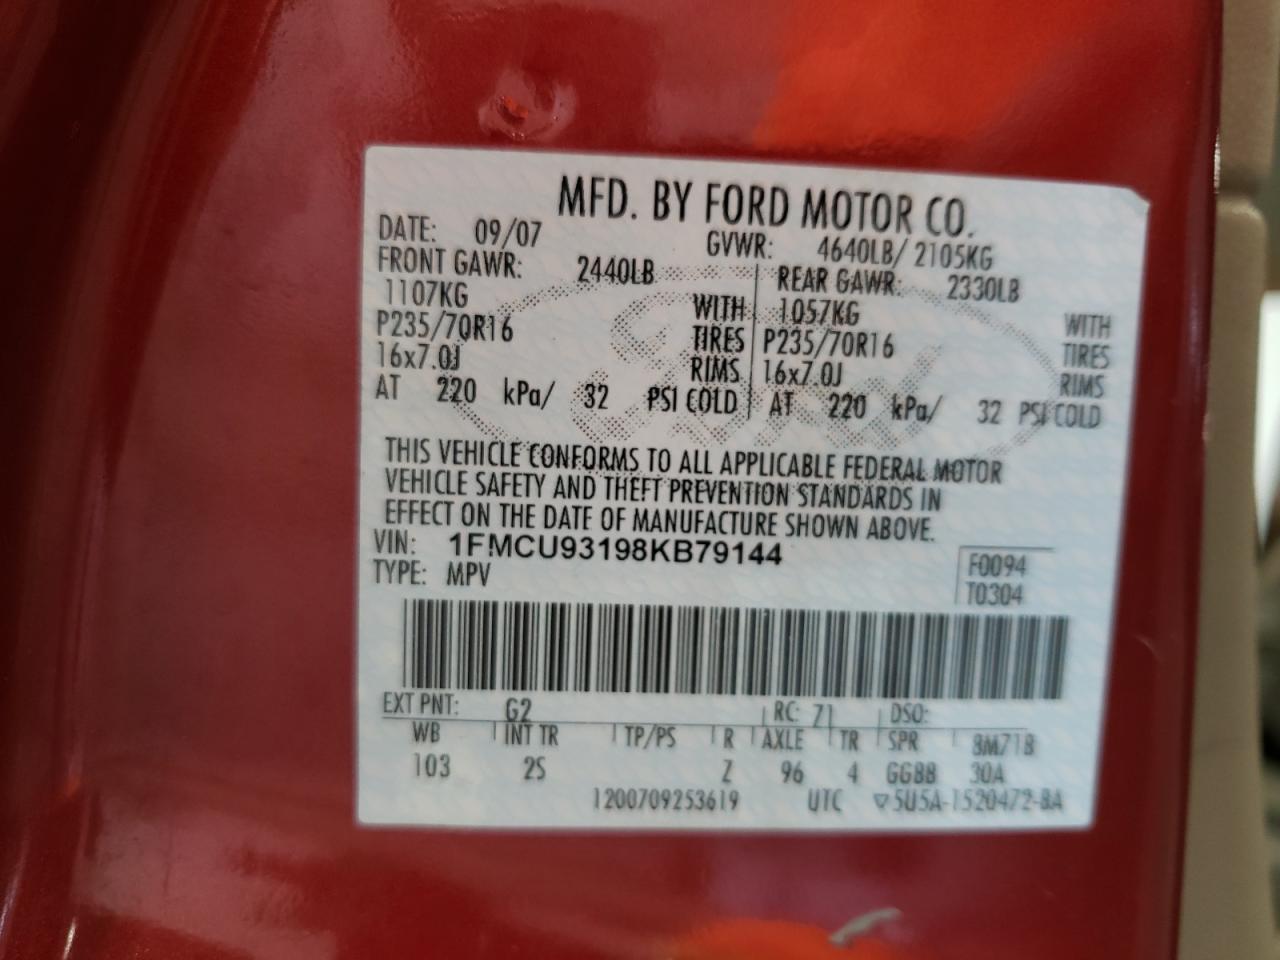 MFD. BY FORD MOTOR CO.
DATE: 09/07 GVWR: 4640LB/ 2105KG
FRONT GAWR: 2440LB REAR GAWR: 2330LB
1107KG WITH 1057KG WITH
P235/70R16 TIRES P235/70R16 TIRES
16x7.0J RIMS 16x7.0J RIMS
AT 220 kPa/ 32 PSI COLD AT 220 kPa/ 32 PSI COLD
THIS VEHICLE CONFORMS TO ALL APPLICABLE FEDERAL MOTOR
VEHICLE SAFETY AND THEFT PREVENTION STANDARDS IN
EFFECT ON THE DATE OF MANUFACTURE SHOWN ABOVE.
VIN: 1FMCU93198KB79144
TYPE: MPV
F0094
T0304
EXT PNT: G2 RC: 71 DSO:
WB INT TR TP/PS R AXLE TR SPR 8M718
103 2S Z 96 4 GG88 30A
1200709253619 UTC ▽5U5A-1520472-BA
Ford